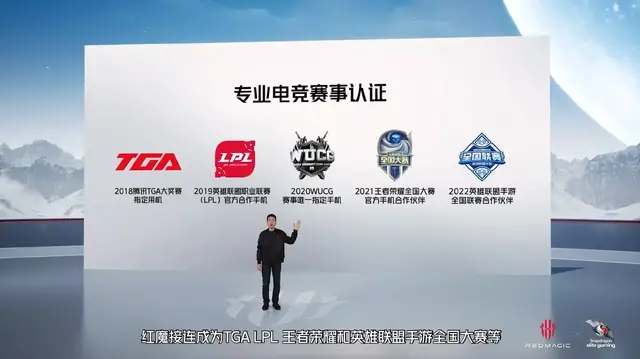 专业电竞赛事认证
TGA
LPL
WUCG
全国大赛
全国联赛
2018腾讯TGA大奖赛
指定用机
2019英雄联盟职业联赛
(LPL) 官方合作手机
2020WUCG
赛事唯一指定手机
2021王者荣耀全国大赛
官方手机合作伙伴
2022英雄联盟手游
全国联赛合作伙伴
红魔接连成为TGA LPL 王者荣耀和英雄联盟手游全国大赛等
REDMAGIC
Snapdragon
elite gaming